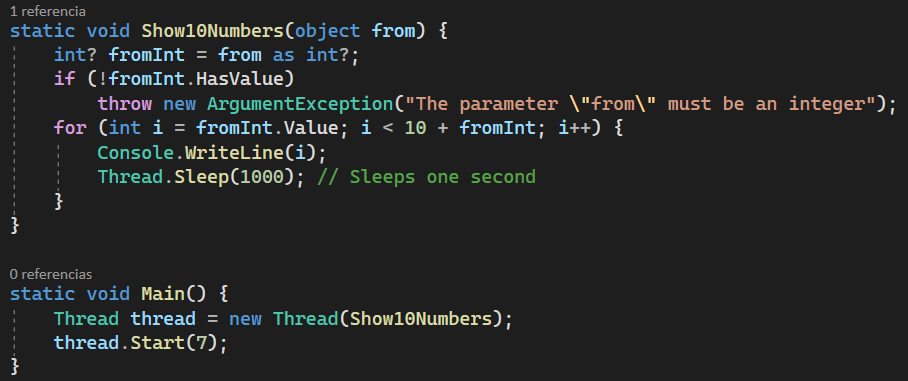 1 referencia
static void Show10Numbers(object from) {
    int? fromInt = from as int?;
    if (!fromInt.HasValue)
        throw new ArgumentException("The parameter \"from\" must be an integer");
    for (int i = fromInt.Value; i < 10 + fromInt; i++) {
        Console.WriteLine(i);
        Thread.Sleep(1000); // Sleeps one second
    }
}
0 referencias
static void Main() {
    Thread thread = new Thread(Show10Numbers);
    thread.Start(7);
}